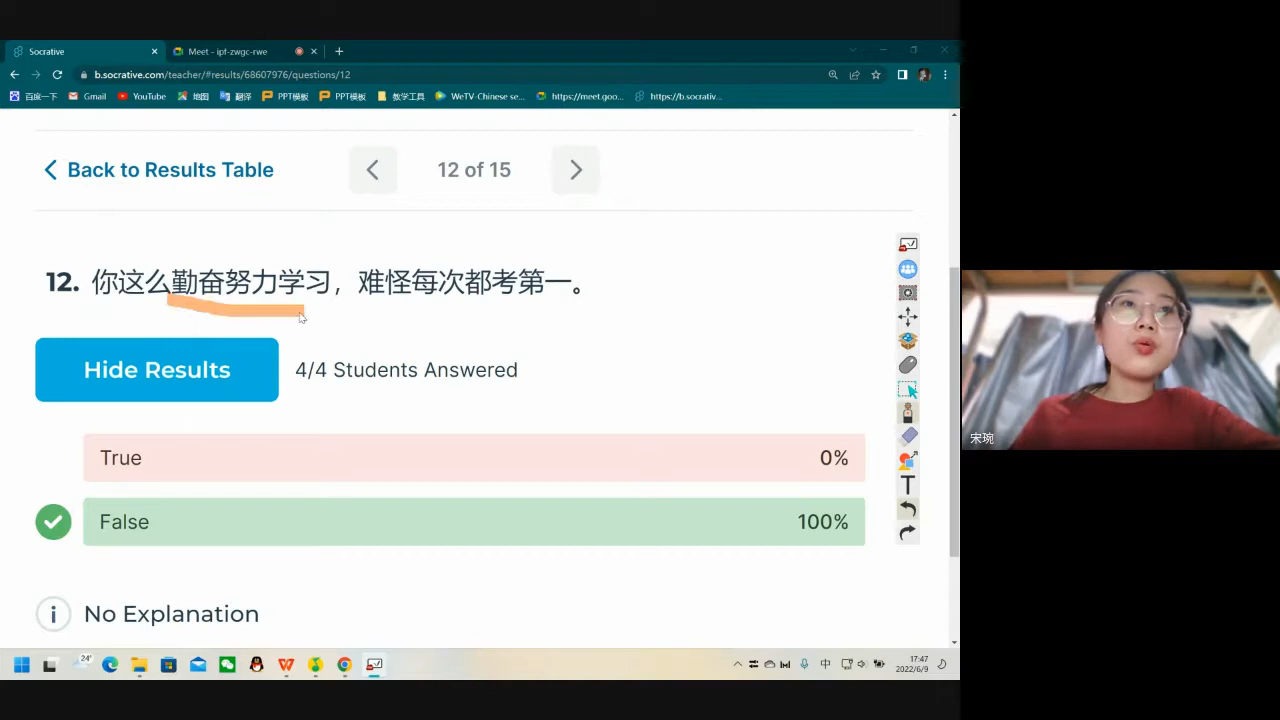 Socrative
Meet - ipf-zwgc-rwe
b.socrative.com/teacher/#results/68607976/questions/12
百度一下 Gmail YouTube 地图 翻译 PPT模板 PPT模板 教学工具 WeTV-Chinese se... https://meet.goo... https://b.socrativ...
Back to Results Table
12 of 15
12. 你这么勤奋努力学习，难怪每次都考第一。
Hide Results
4/4 Students Answered
True 0%
False 100%
No Explanation
宋琬
T
24°
中
17:47
2022/6/9